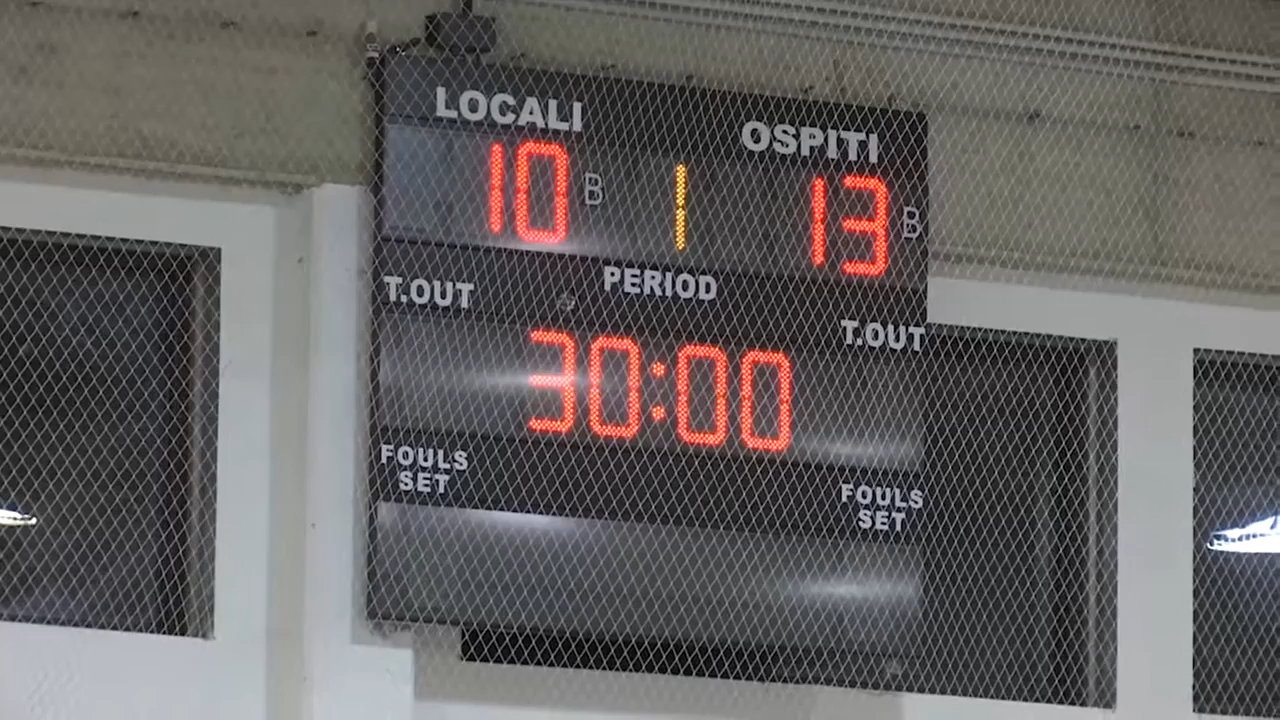 LOCALI OSPITI
10 B 1 13 B
PERIOD
T.OUT T.OUT
30:00
FOULS SET FOULS SET